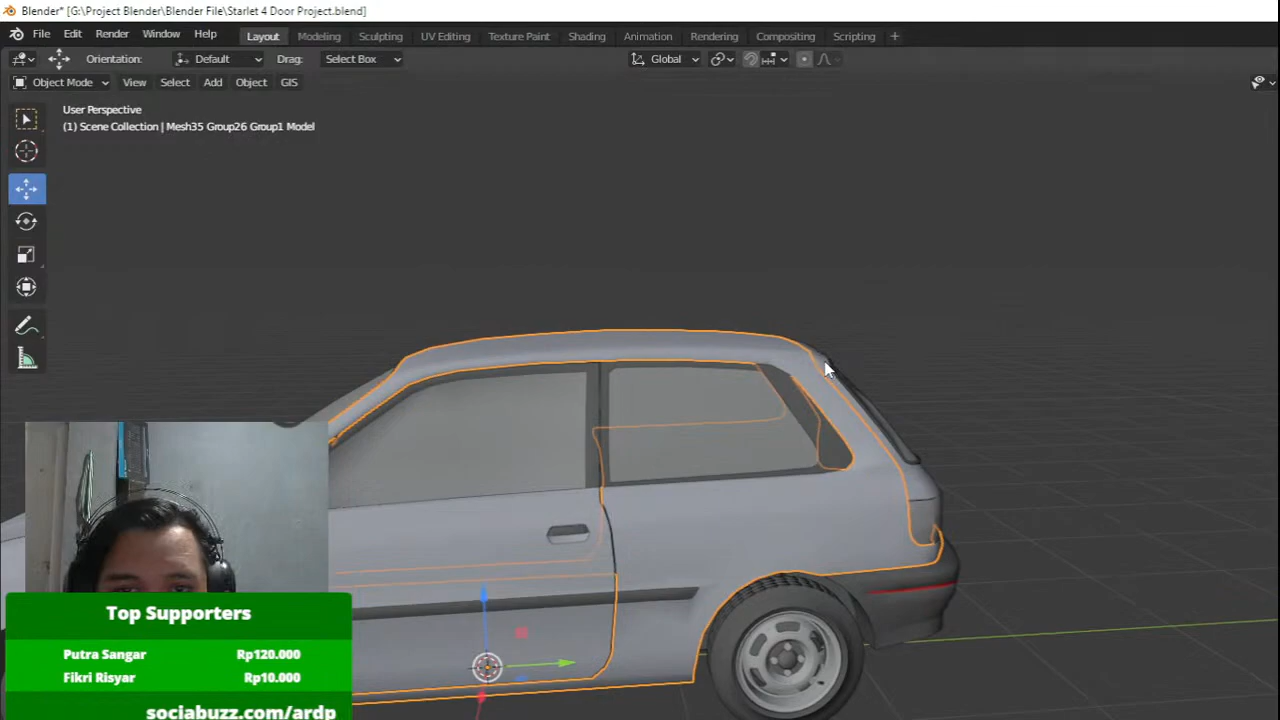 Blender* [G:\Project Blender\Blender File\Starlet 4 Door Project.blend]
File Edit Render Window Help Layout Modeling Sculpting UV Editing Texture Paint Shading Animation Rendering Compositing Scripting +
Orientation: Default Drag: Select Box Global
Object Mode View Select Add Object GIS
User Perspective
(1) Scene Collection | Mesh35 Group26 Group1 Model
Top Supporters
Putra Sangar Rp120.000
Fikri Risyar Rp10.000
sociabuzz.com/ardp